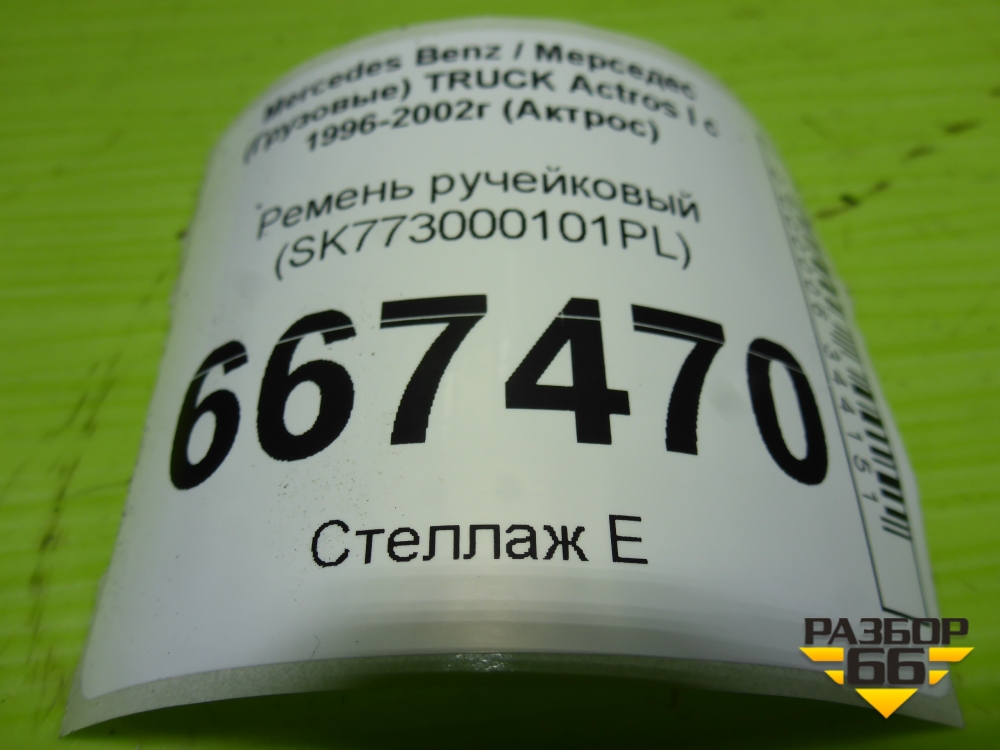 Mercedes Benz / Мерседес
(грузовые) TRUCK Actros I с
1996-2002г (Актрос)
Ремень ручейковый
(SK773000101PL)
667470
Стеллаж Е
РАЗБОР
66